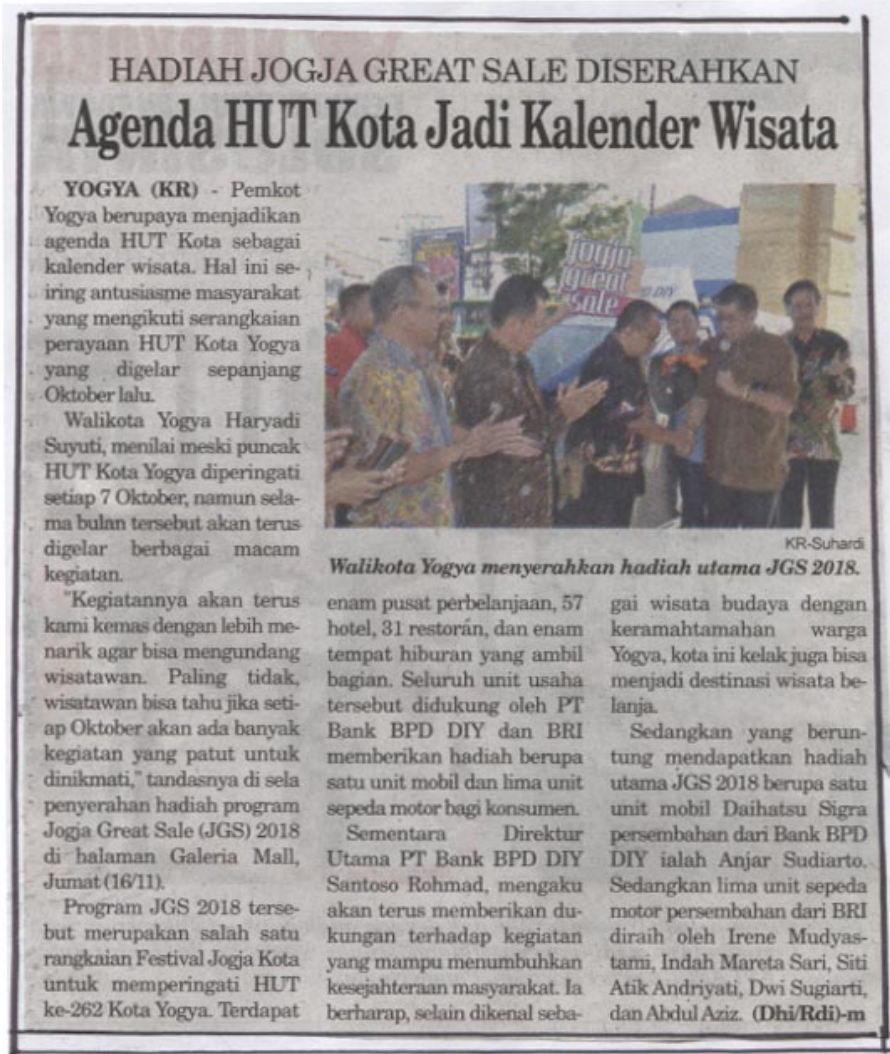 HADIAH JOGJA GREAT SALE DISERAHKAN
Agenda HUT Kota Jadi Kalender Wisata
YOGYA (KR) - Pemkot
Yogya berupaya menjadikan
agenda HUT Kota sebagai
kalender wisata. Hal ini se-
iring antusiasme masyarakat
yang mengikuti serangkaian
perayaan HUT Kota Yogya
yang digelar sepanjang
Oktober lalu.
Walikota Yogya Haryadi
Suyuti, menilai meski puncak
HUT Kota Yogya diperingati
setiap 7 Oktober, namun sela-
ma bulan tersebut akan terus
digelar berbagai macam
kegiatan.
"Kegiatannya akan terus
kami kemas dengan lebih me-
narik agar bisa mengundang
wisatawan. Paling tidak,
wisatawan bisa tahu jika seti-
ap Oktober akan ada banyak
kegiatan yang patut untuk
dinikmati," tandasnya di sela
penyerahan hadiah program
Jogja Great Sale (JGS) 2018
di halaman Galeria Mall,
Jumat (16/11).
Program JGS 2018 terse-
but merupakan salah satu
rangkaian Festival Jogja Kota
untuk memperingati HUT
ke-262 Kota Yogya. Terdapat
jogja
great
sale
PD DIY
KR-Suhardi
Walikota Yogya menyerahkan hadiah utama JGS 2018.
enam pusat perbelanjaan, 57
hotel, 31 restoran, dan enam
tempat hiburan yang ambil
bagian. Seluruh unit usaha
tersebut didukung oleh PT
Bank BPD DIY dan BRI
memberikan hadiah berupa
satu unit mobil dan lima unit
sepeda motor bagi konsumen.
Sementara Direktur
Utama PT Bank BPD DIY
Santoso Rohmad, mengaku
akan terus memberikan du-
kungan terhadap kegiatan
yang mampu menumbuhkan
kesejahteraan masyarakat. Ia
berharap, selain dikenal seba-
gai wisata budaya dengan
keramahtamahan warga
Yogya, kota ini kelak juga bisa
menjadi destinasi wisata be-
lanja.
Sedangkan yang berun-
tung mendapatkan hadiah
utama JGS 2018 berupa satu
unit mobil Daihatsu Sigra
persembahan dari Bank BPD
DIY ialah Anjar Sudiarto.
Sedangkan lima unit sepeda
motor persembahan dari BRI
diraih oleh Irene Mudyas-
tami, Indah Mareta Sari, Siti
Atik Andriyati, Dwi Sugiarti,
dan Abdul Aziz. (Dhi/Rdi)-m